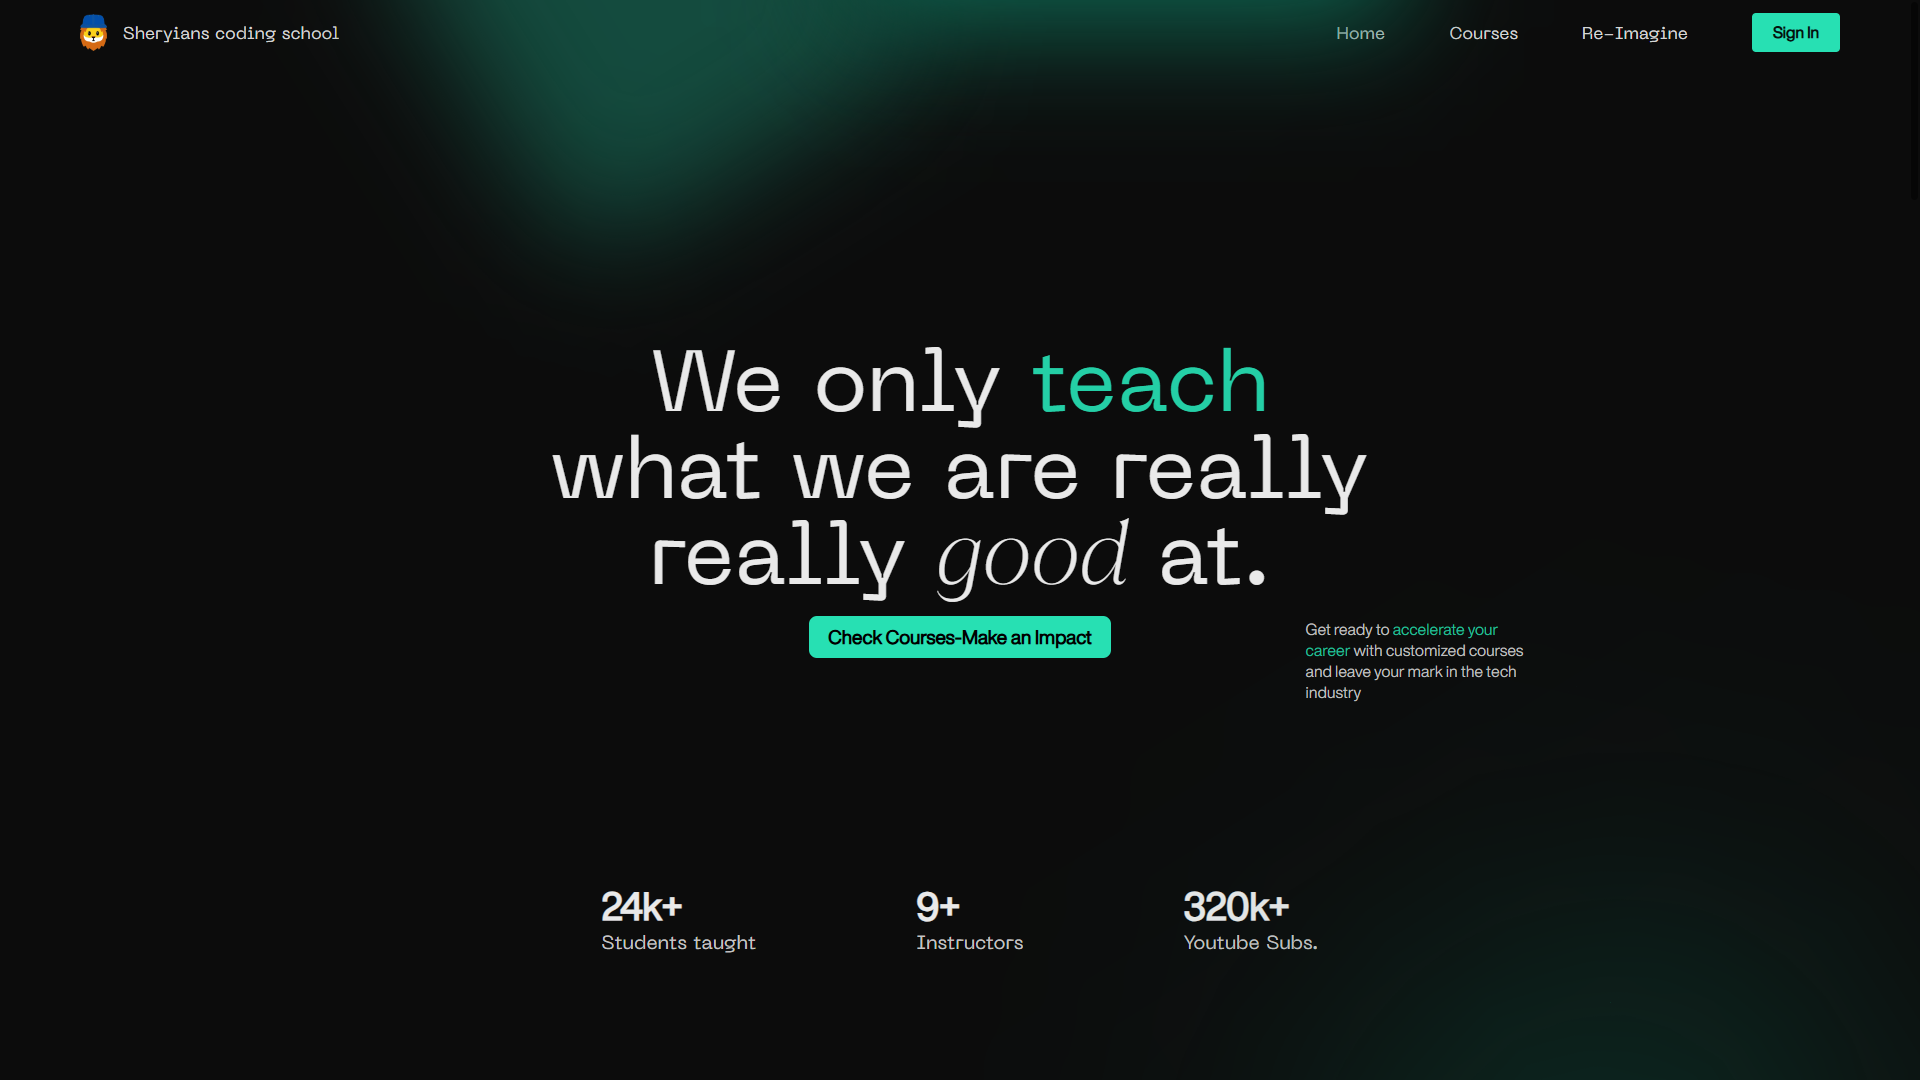 Sheryians coding school
Home
Courses
Re-Imagine
Sign In
We only teach
what we are really
really good at.
Check Courses-Make an Impact
Get ready to accelerate your
career with customized courses
and leave your mark in the tech
industry
24k+
Students taught
9+
Instructors
320k+
Youtube Subs.